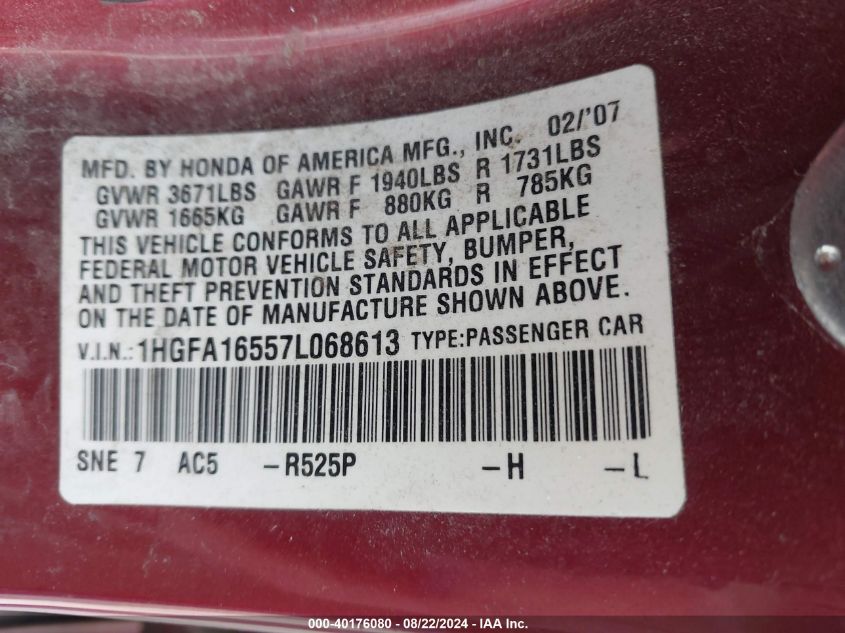 MFD. BY HONDA OF AMERICA MFG., INC. 02/'07
GVWR 3671LBS GAWR F 1940LBS R 1731LBS
GVWR 1665KG GAWR F 880KG R 785KG
THIS VEHICLE CONFORMS TO ALL APPLICABLE
FEDERAL MOTOR VEHICLE SAFETY, BUMPER,
AND THEFT PREVENTION STANDARDS IN EFFECT
ON THE DATE OF MANUFACTURE SHOWN ABOVE.
V.I.N.:1HGFA16557L068613 TYPE:PASSENGER CAR
SNE 7 AC5 -R525P -H -L
000-40176080 - 08/22/2024 - IAA Inc.